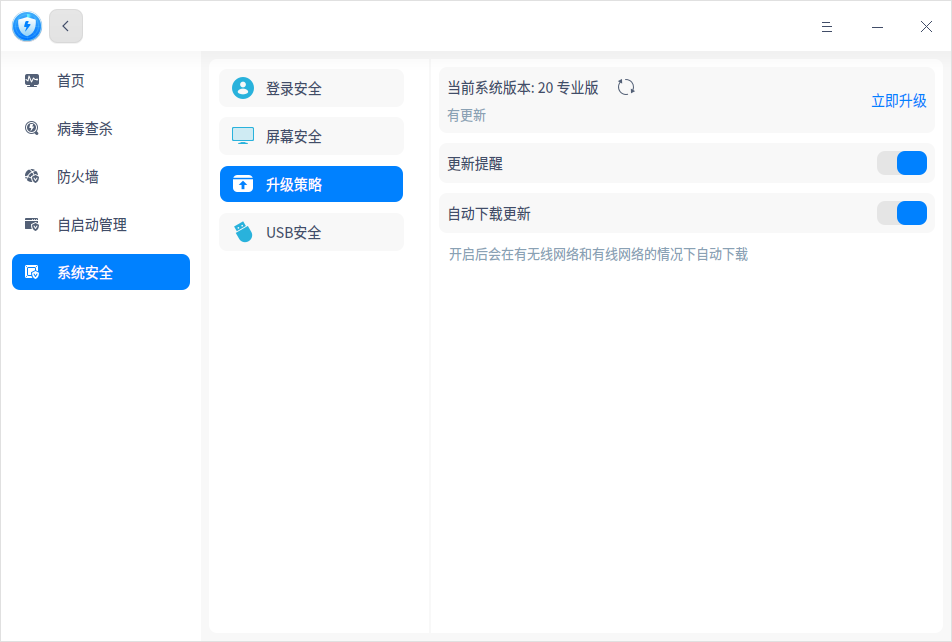 首页
病毒查杀
防火墙
自启动管理
系统安全
登录安全
屏幕安全
升级策略
USB安全
当前系统版本: 20 专业版
有更新
立即升级
更新提醒
自动下载更新
开启后会在有无线网络和有线网络的情况下自动下载